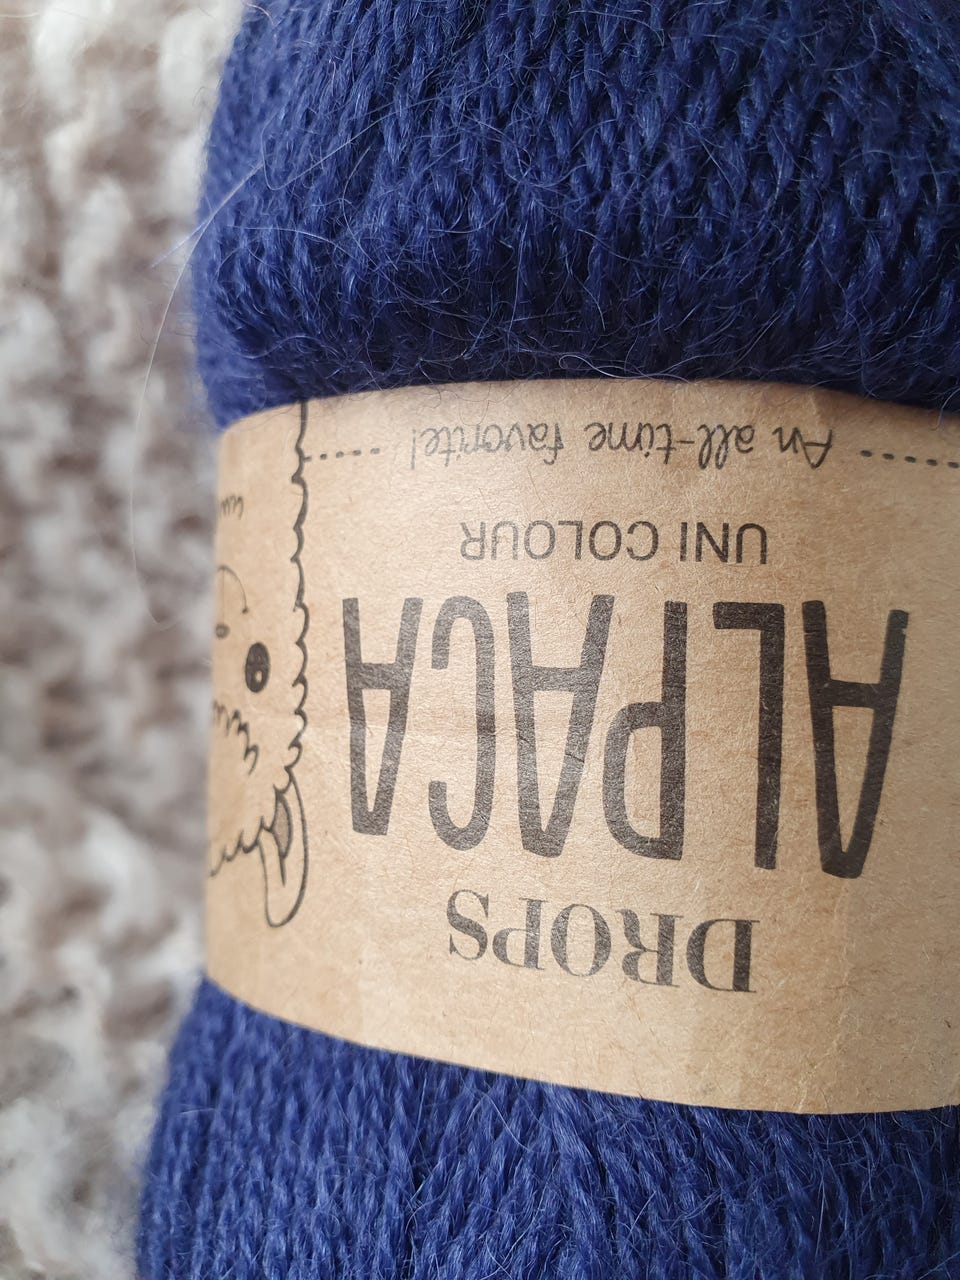 DROPS
ALPACA
UNI COLOUR
An all-time favorite!